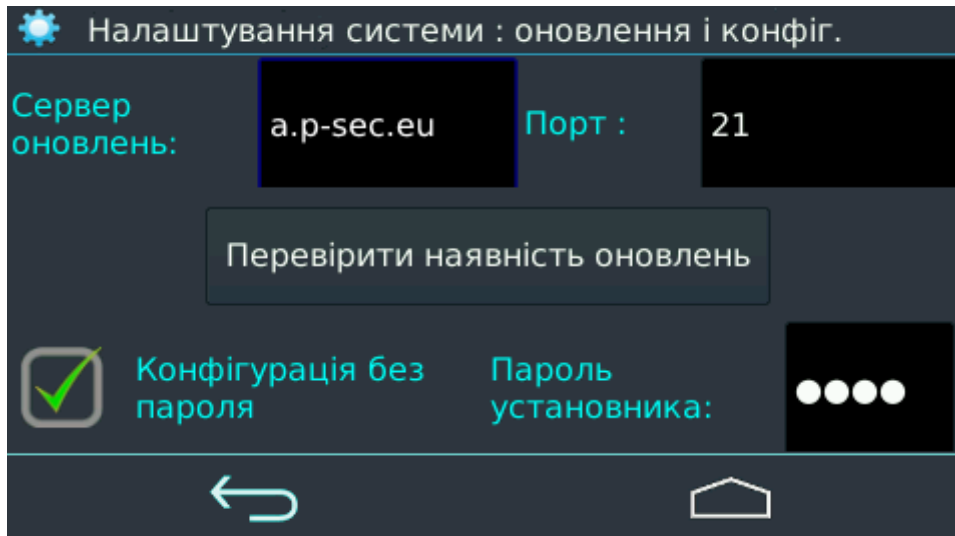 Налаштування системи : оновлення і конфіг.
Сервер
оновлень:
a.p-sec.eu
Порт :
21
Перевірити наявність оновлень
Конфігурація без
пароля
Пароль
установника:
●●●●